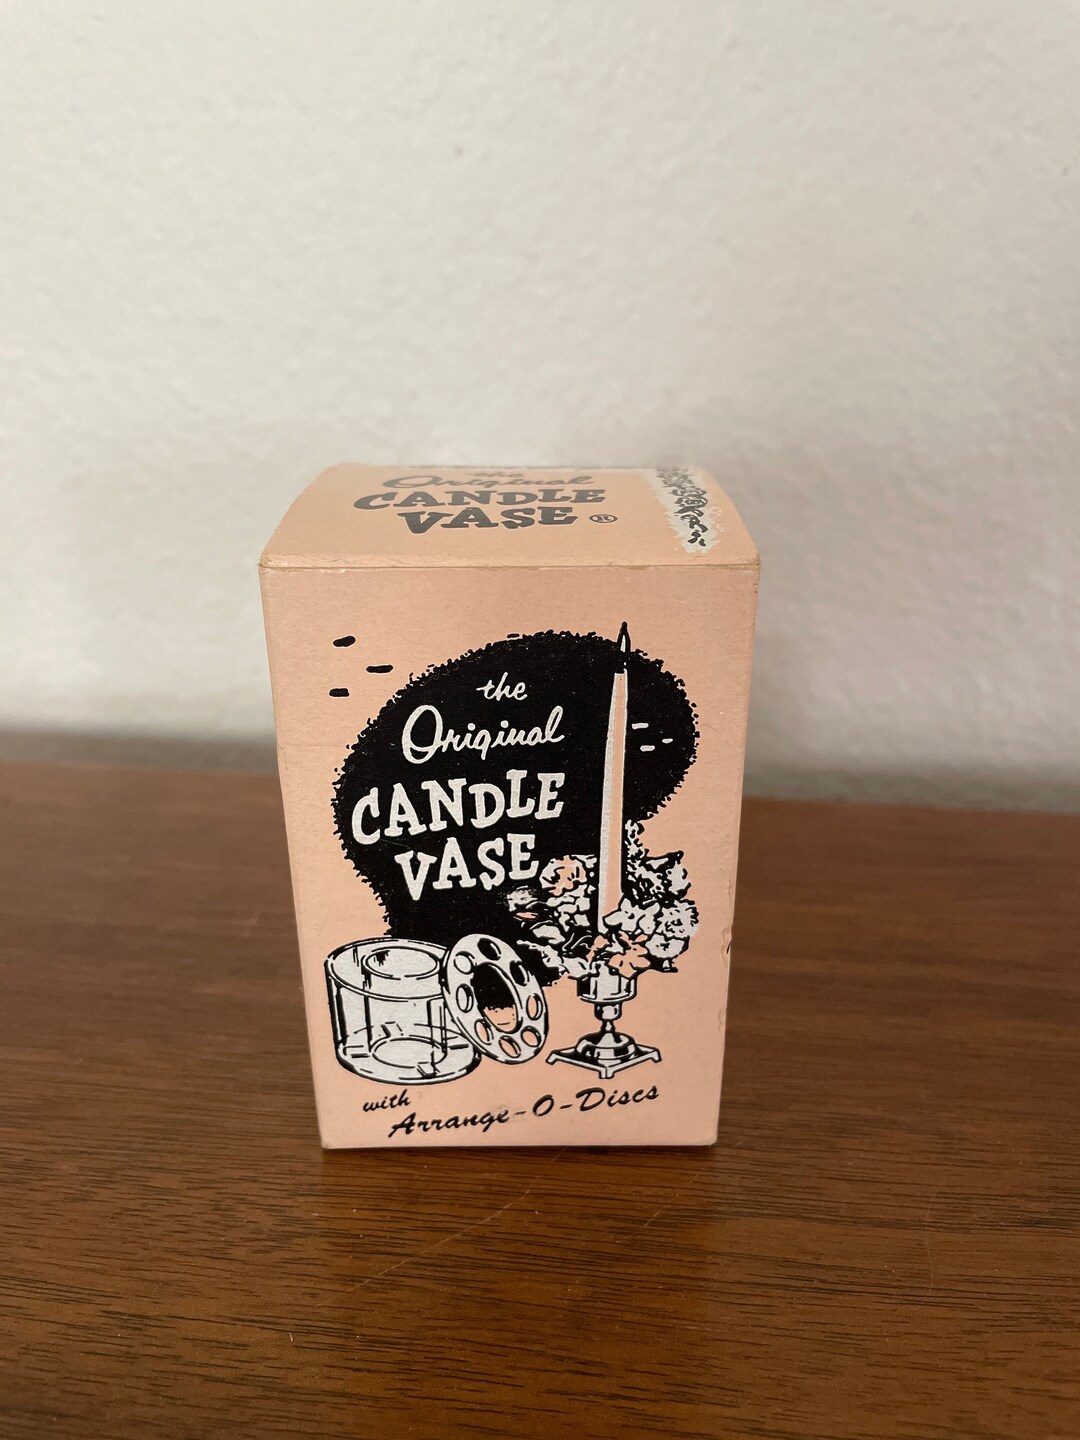 the
Original
CANDLE
VASE ®
the
Original
CANDLE
VASE
with
Arrange-O-Discs